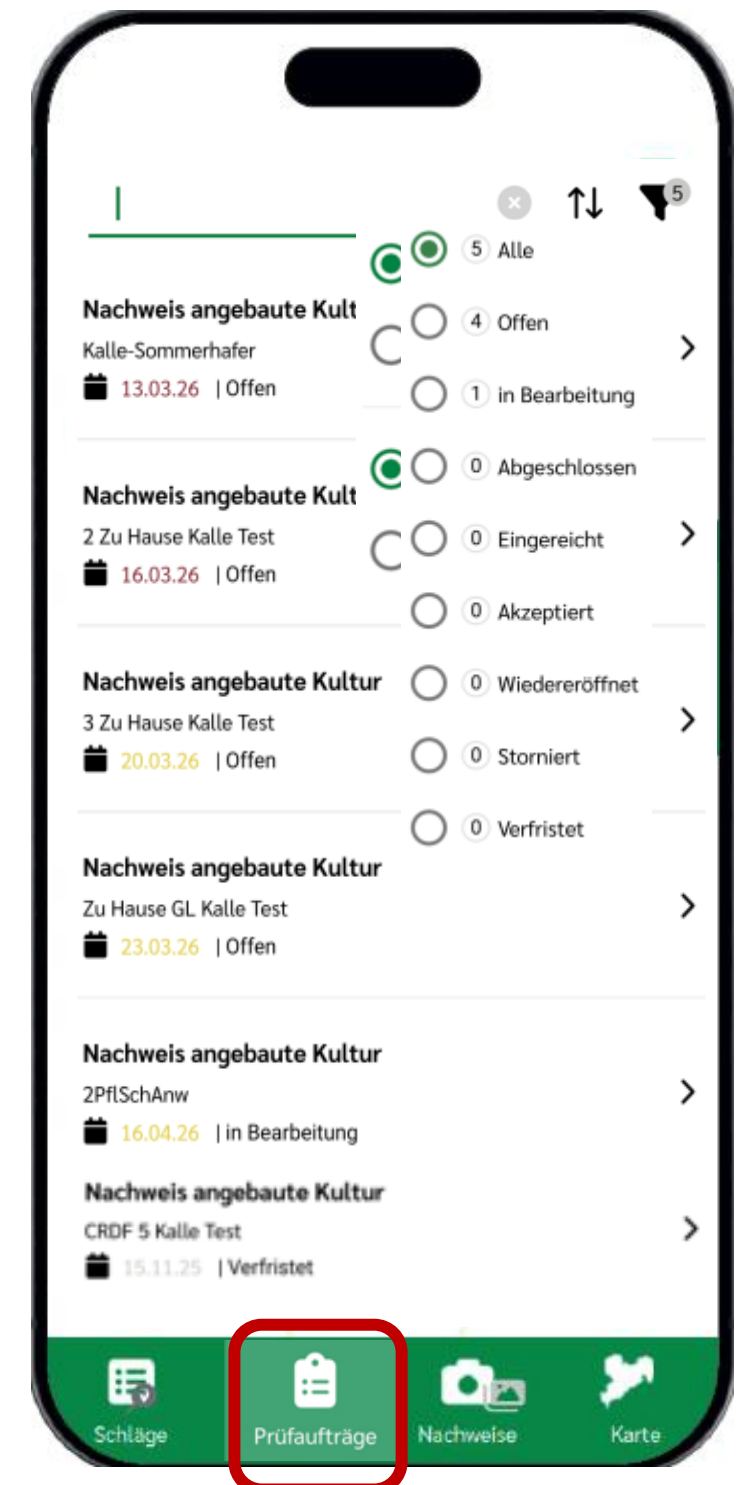 5
5 Alle
Nachweis angebaute Kult
4 Offen
Kalle-Sommerhafer
13.03.26 | Offen
1 in Bearbeitung
0 Abgeschlossen
Nachweis angebaute Kult
2 Zu Hause Kalle Test
0 Eingereicht
16.03.26 | Offen
0 Akzeptiert
Nachweis angebaute Kultur
0 Wiedereröffnet
3 Zu Hause Kalle Test
20.03.26 | Offen
0 Storniert
0 Verfristet
Nachweis angebaute Kultur
Zu Hause GL Kalle Test
23.03.26 | Offen
Nachweis angebaute Kultur
2PflSchAnw
16.04.26 | in Bearbeitung
Nachweis angebaute Kultur
CRDF 5 Kalle Test
15.11.25 | Verfristet
Schläge Prüfaufträge Nachweise Karte